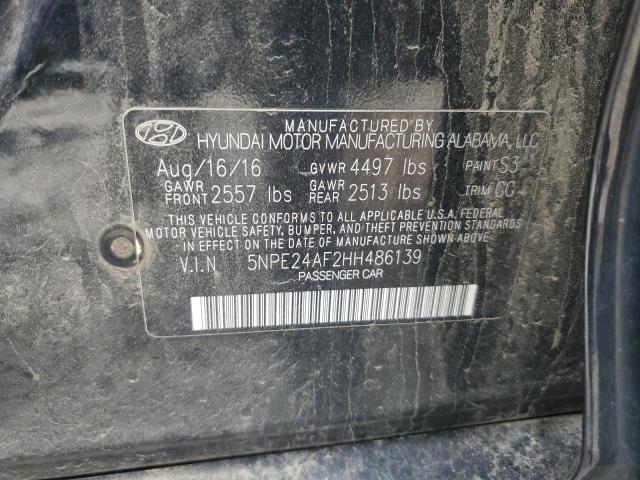 MANUFACTURED BY
HYUNDAI MOTOR MANUFACTURING ALABAMA, LLC
Aug/16/16 GVWR 4497 lbs PAINT S3
GAWR FRONT 2557 lbs GAWR REAR 2513 lbs TRIM GC
THIS VEHICLE CONFORMS TO ALL APPLICABLE U.S.A. FEDERAL
MOTOR VEHICLE SAFETY, BUMPER, AND THEFT PREVENTION STANDARDS
IN EFFECT ON THE DATE OF MANUFACTURE SHOWN ABOVE.
V.I.N 5NPE24AF2HH486139
PASSENGER CAR